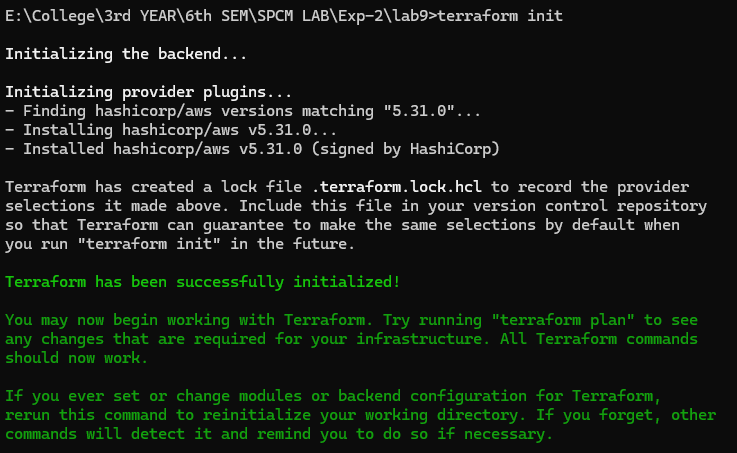 E:\College\3rd YEAR\6th SEM\SPCM LAB\Exp-2\lab9>terraform init
Initializing the backend...
Initializing provider plugins...
- Finding hashicorp/aws versions matching "5.31.0"...
- Installing hashicorp/aws v5.31.0...
- Installed hashicorp/aws v5.31.0 (signed by HashiCorp)
Terraform has created a lock file .terraform.lock.hcl to record the provider
selections it made above. Include this file in your version control repository
so that Terraform can guarantee to make the same selections by default when
you run "terraform init" in the future.
Terraform has been successfully initialized!
You may now begin working with Terraform. Try running "terraform plan" to see
any changes that are required for your infrastructure. All Terraform commands
should now work.
If you ever set or change modules or backend configuration for Terraform,
rerun this command to reinitialize your working directory. If you forget, other
commands will detect it and remind you to do so if necessary.